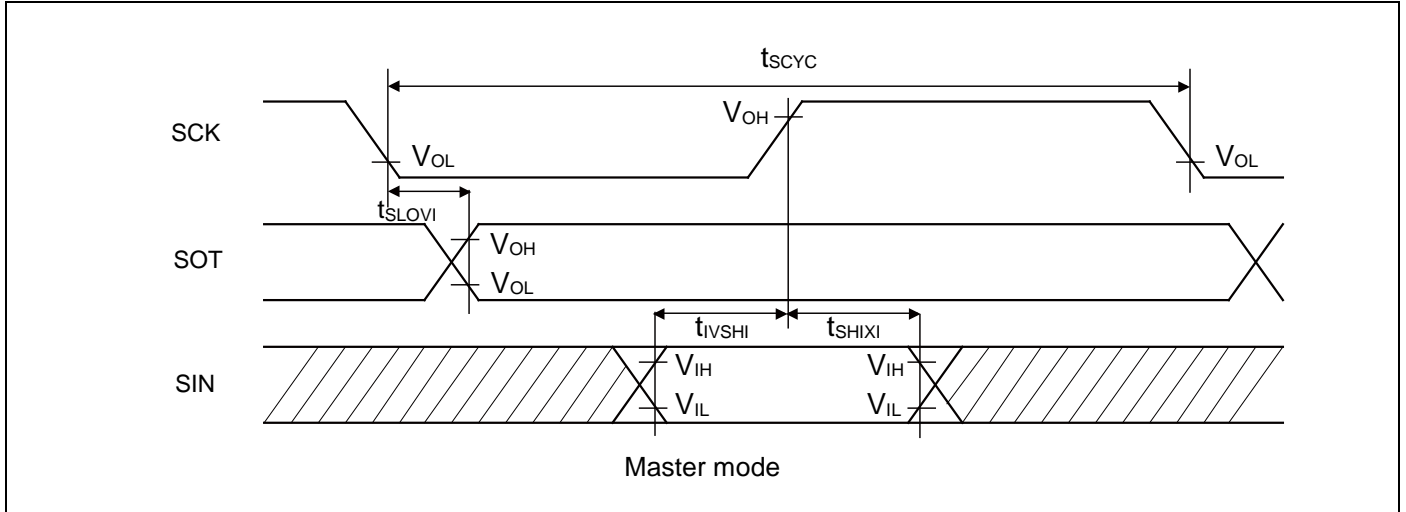 tSCYC
SCK
VOH
VOL
VOL
tSLOVI
SOT
VOH
VOL
tIVSHI
tSHIXI
SIN
VIH
VIH
VIL
VIL
Master mode